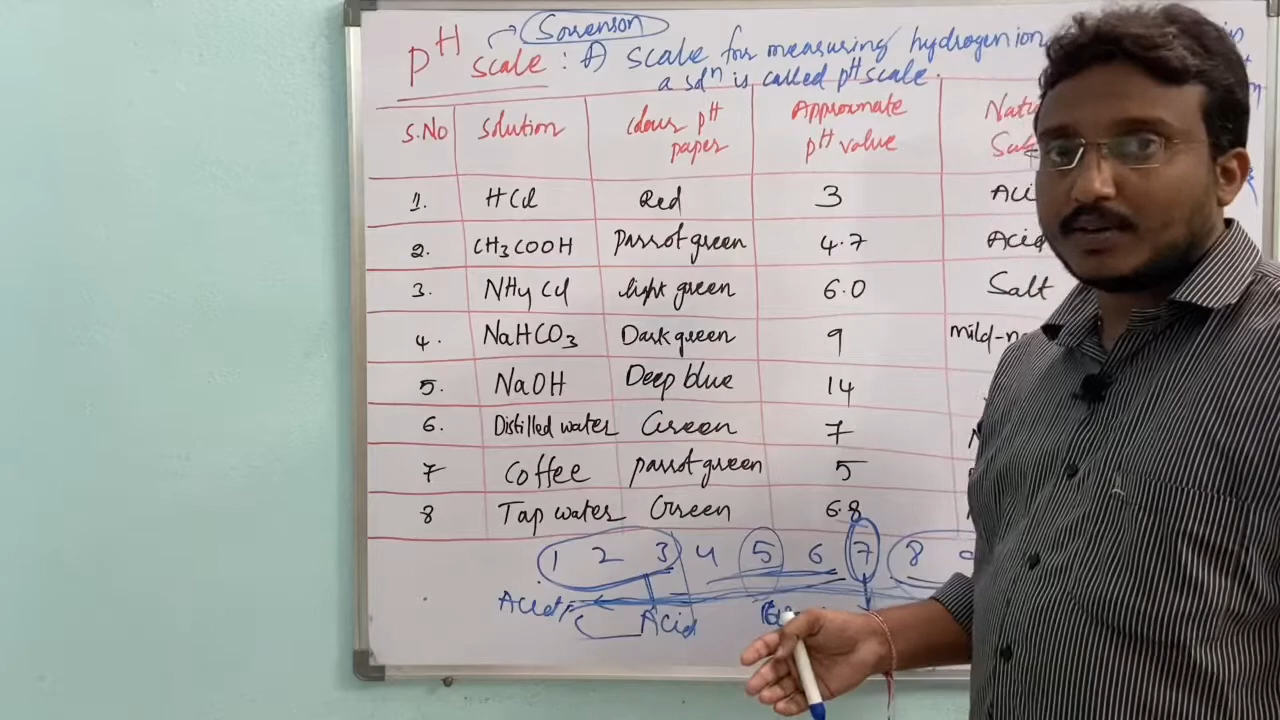 Sorenson
pH scale : A scale for measuring hydrogen ion in
a soln is called pH scale.
S.No Solution Colour pH paper Approximate pH value
1. HCl Red 3
2. CH3COOH Parrot green 4.7 Acid
3. NH4Cl light green 6.0 Salt
4. NaHCO3 Dark green 9
5. NaOH Deep blue 14
6. Distilled water Green 7
7 Coffee parrot green 5
8 Tap water Green 6.8
1 2 3 4 5 6 7 8
Acid